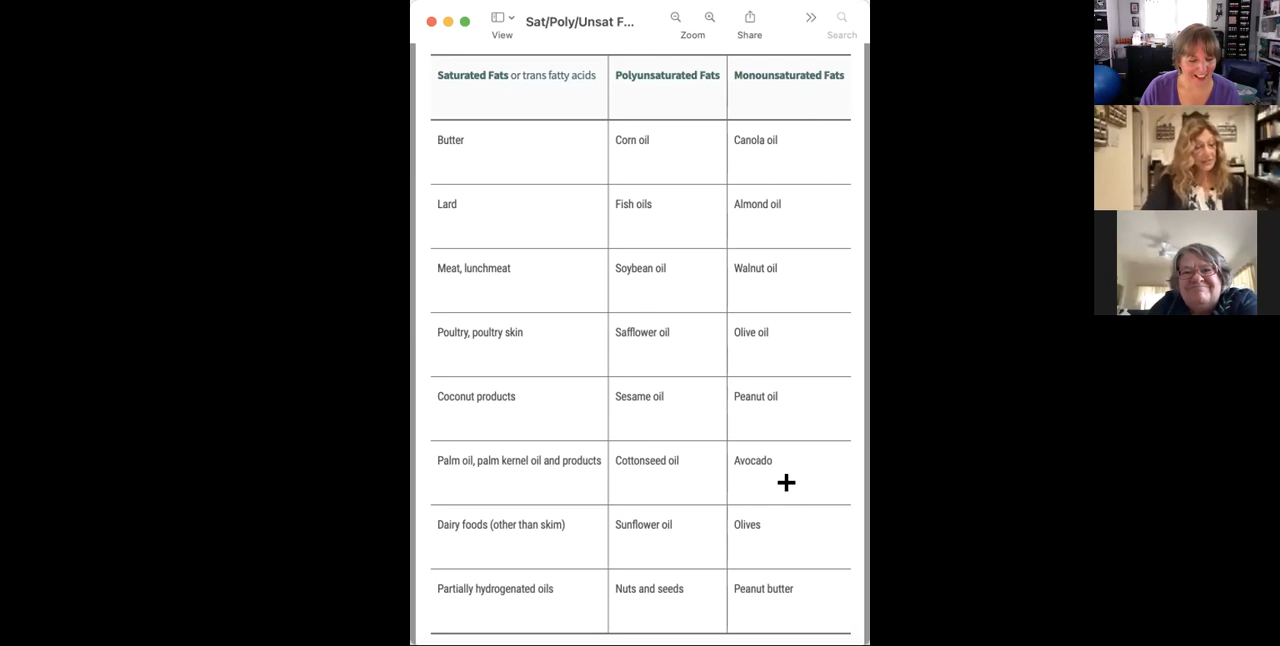 Sat/Poly/Unsat F...
View
Zoom
Share
Search
Saturated Fats or trans fatty acids
Polyunsaturated Fats
Monounsaturated Fats
Butter
Corn oil
Canola oil
Lard
Fish oils
Almond oil
Meat, lunchmeat
Soybean oil
Walnut oil
Poultry, poultry skin
Safflower oil
Olive oil
Coconut products
Sesame oil
Peanut oil
Palm oil, palm kernel oil and products
Cottonseed oil
Avocado
Dairy foods (other than skim)
Sunflower oil
Olives
Partially hydrogenated oils
Nuts and seeds
Peanut butter